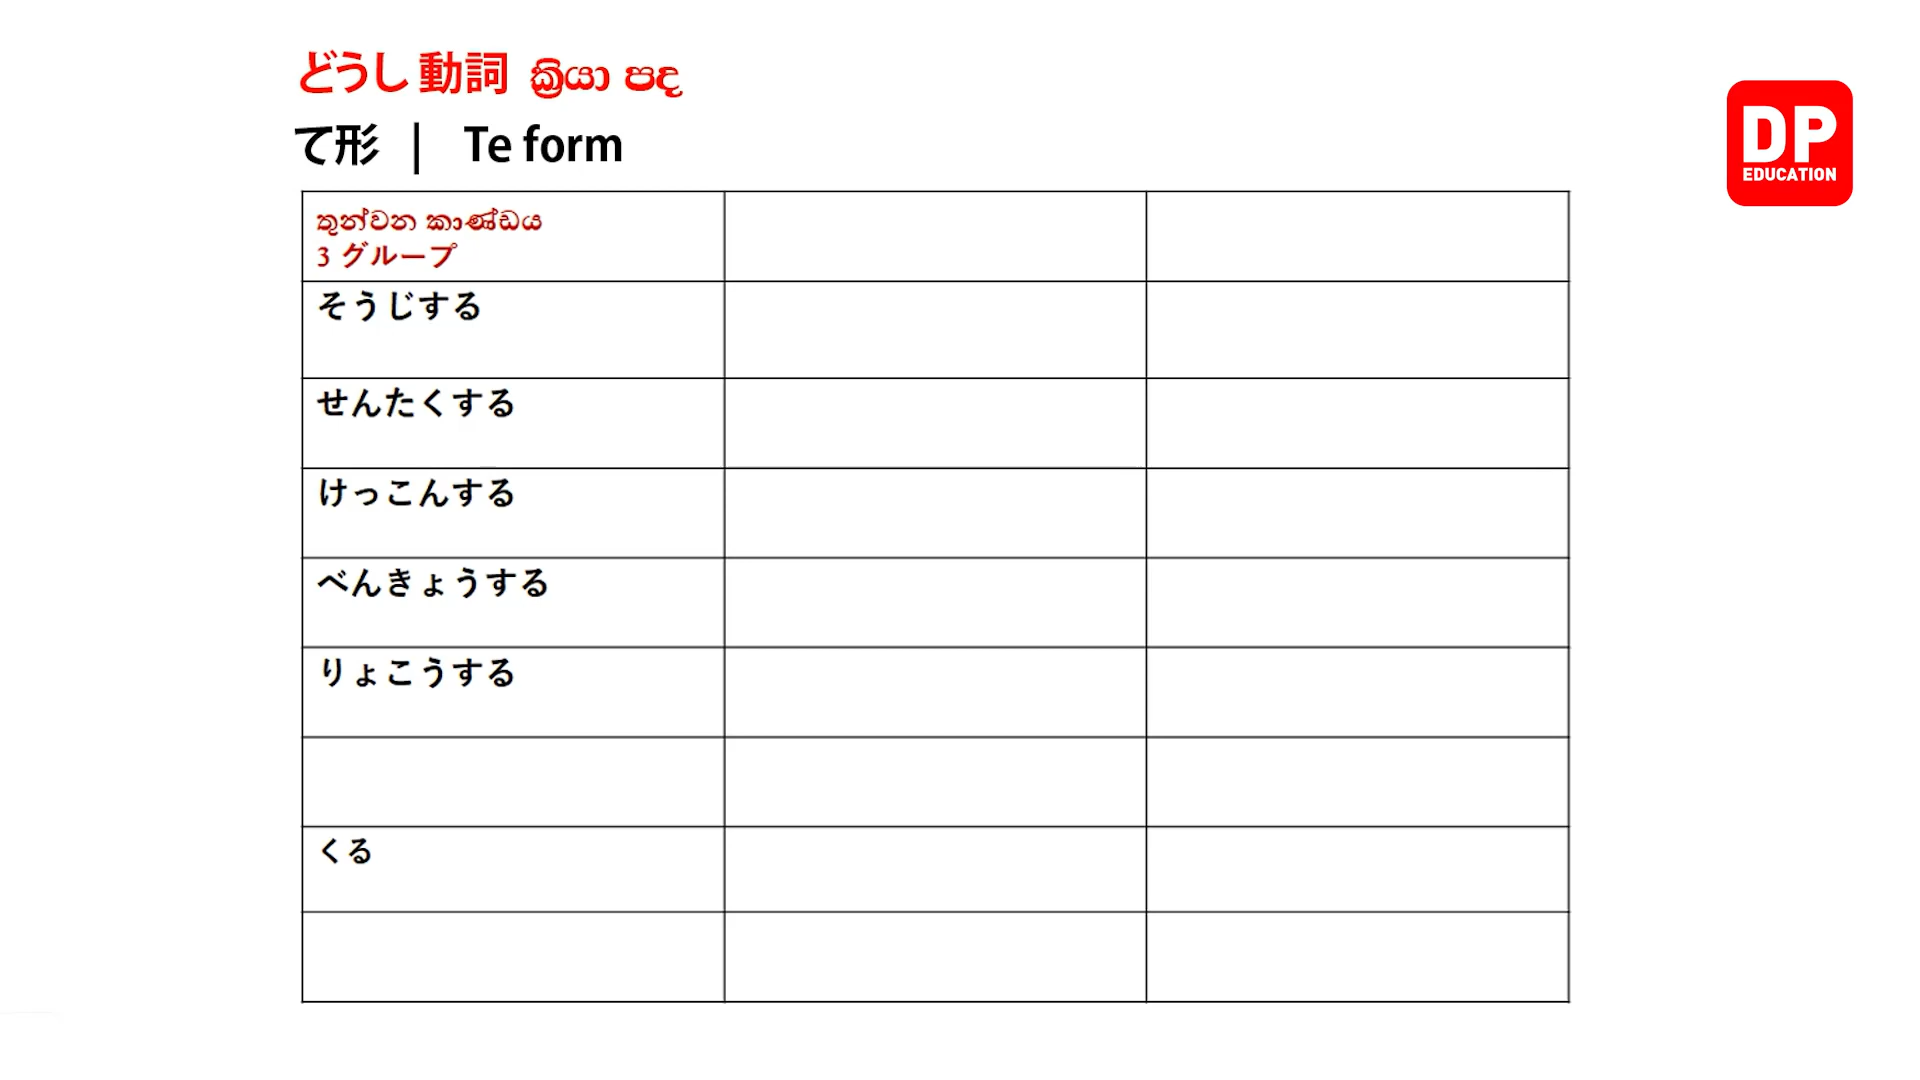 どうし 動詞 ක්‍රියා පද
て形 | Te form
DP
EDUCATION
තුන්වන කාණ්ඩය
3 グループ
そうじする
せんたくする
けっこんする
べんきょうする
りょこうする
くる